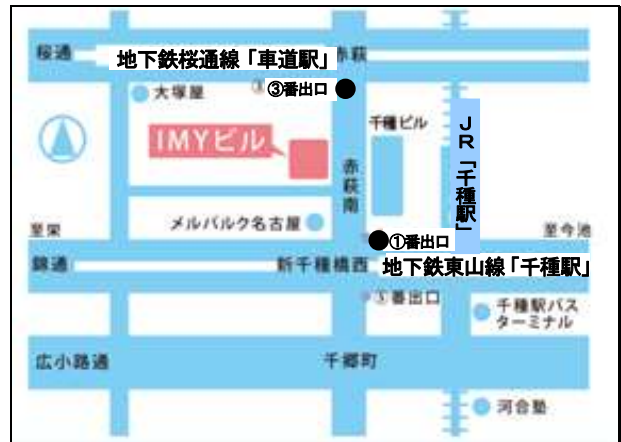 桜通
地下鉄桜通線「車道駅」
赤萩
大塚屋
③
③番出口
IMYビル
千種ビル
JR「千種駅」
赤萩南
至栄
メルパルク名古屋
①番出口
至今池
錦通
新千種橋西
地下鉄東山線「千種駅」
⑤番出口
千種駅バス
ターミナル
広小路通
千郷町
河合塾